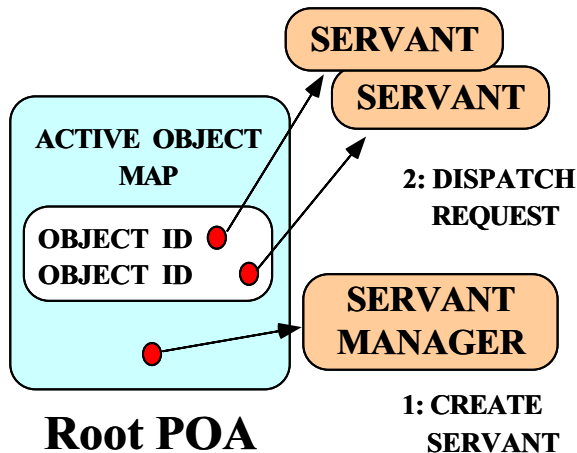 SERVANT
SERVANT
ACTIVE OBJECT
MAP
2: DISPATCH
REQUEST
OBJECT ID
OBJECT ID
SERVANT
MANAGER
1: CREATE
SERVANT
Root POA